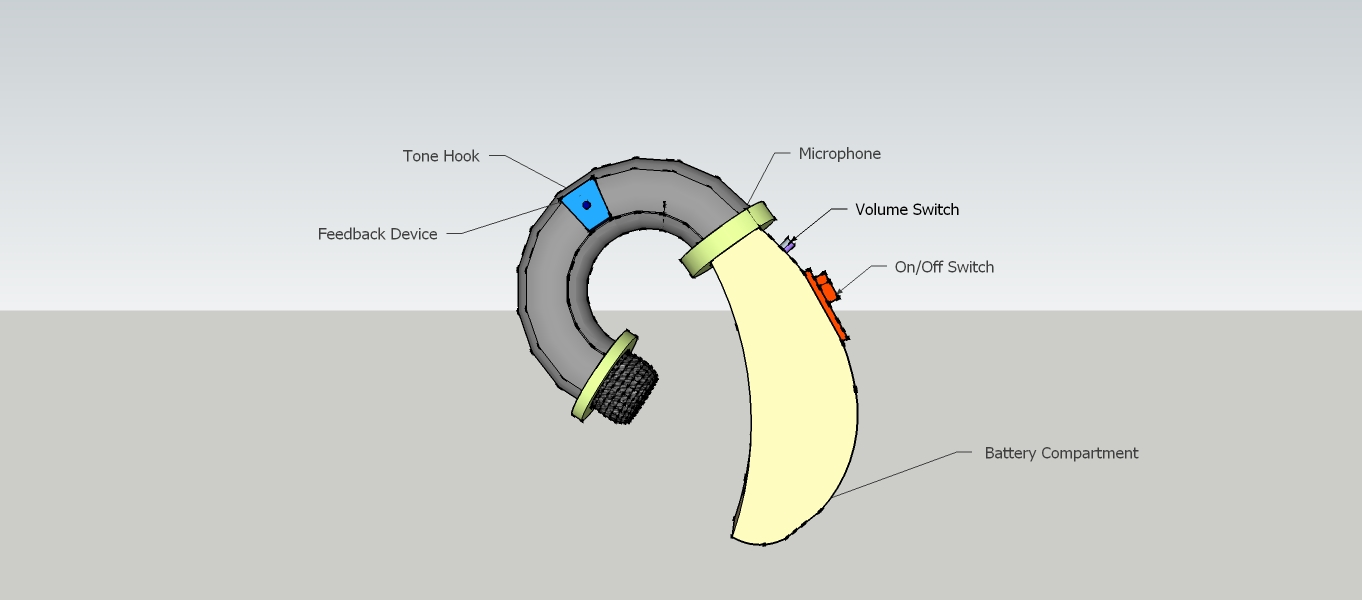 Microphone
Tone Hook
Volume Switch
Feedback Device
On/Off Switch
Battery Compartment